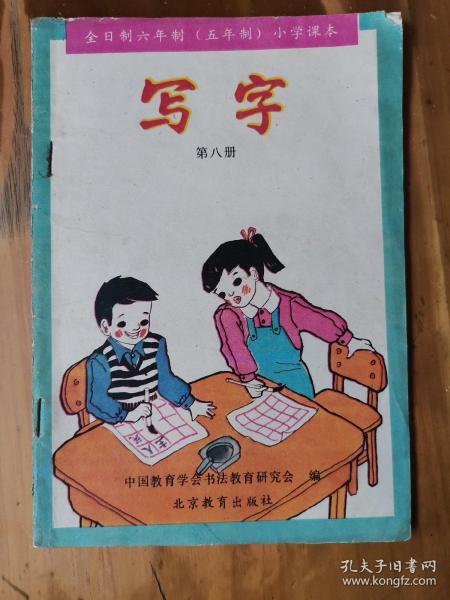 全日制六年制（五年制）小学课本
写字
第八册
中国教育学会书法教育研究会 编
北京教育出版社
孔夫子旧书网
www.kongfz.com